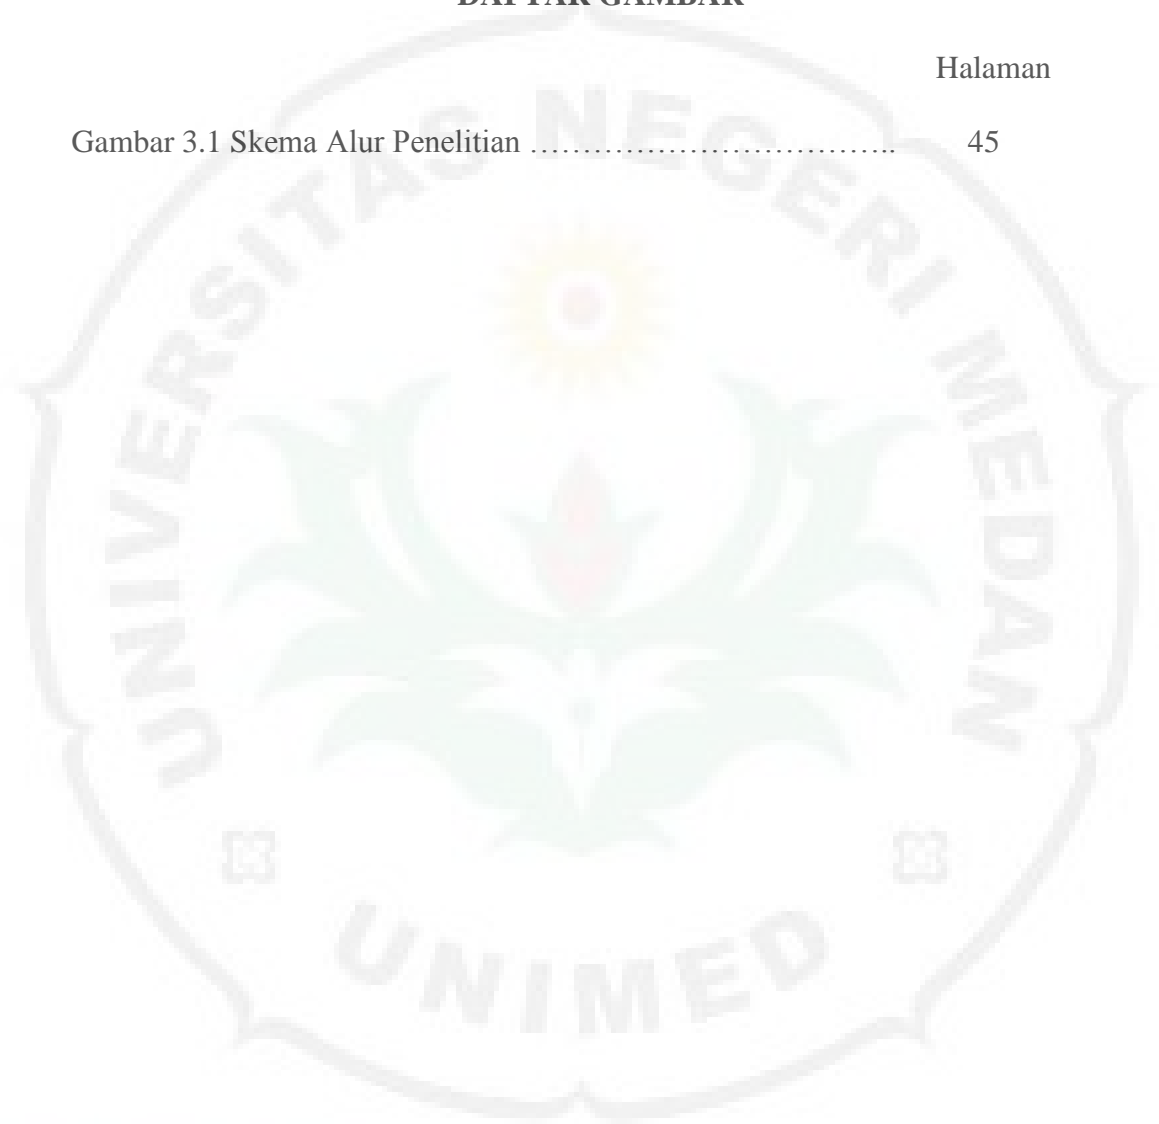 DAFTAR GAMBAR
Halaman
Gambar 3.1 Skema Alur Penelitian …………………………….. 45
UNIVERSITAS NEGERI MEDAN
UNIMED